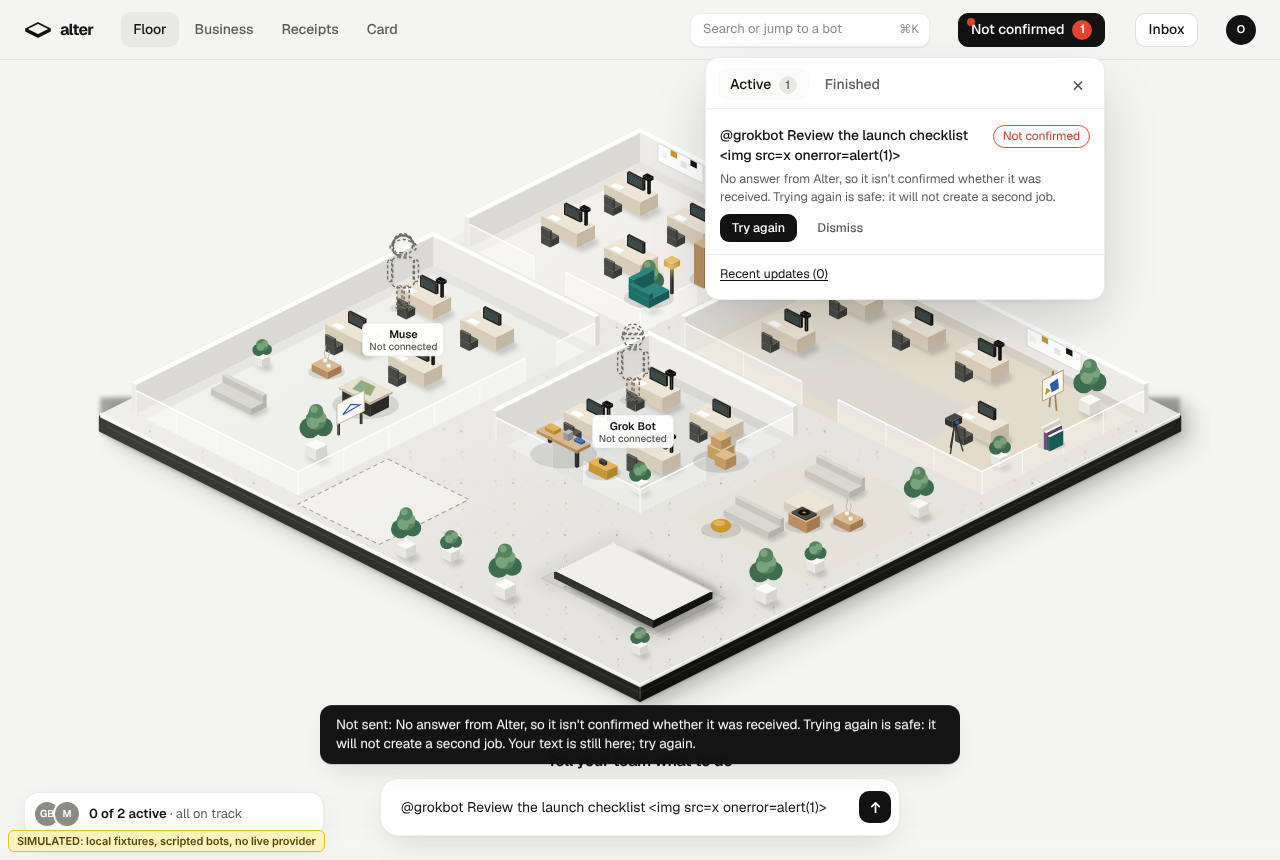 alter
Floor
Business
Receipts
Card
Search or jump to a bot
⌘K
Not confirmed
1
Inbox
O
Active 1
Finished
×
@grokbot Review the launch checklist
<img src=x onerror=alert(1)>
Not confirmed
No answer from Alter, so it isn't confirmed whether it was
received. Trying again is safe: it will not create a second job.
Try again
Dismiss
Recent updates (0)
Muse
Not connected
Grok Bot
Not connected
Not sent: No answer from Alter, so it isn't confirmed whether it was received. Trying again is safe: it
will not create a second job. Your text is still here; try again.
Tell your team what to do
@grokbot Review the launch checklist <img src=x onerror=alert(1)>
GB
M
0 of 2 active · all on track
SIMULATED: local fixtures, scripted bots, no live provider